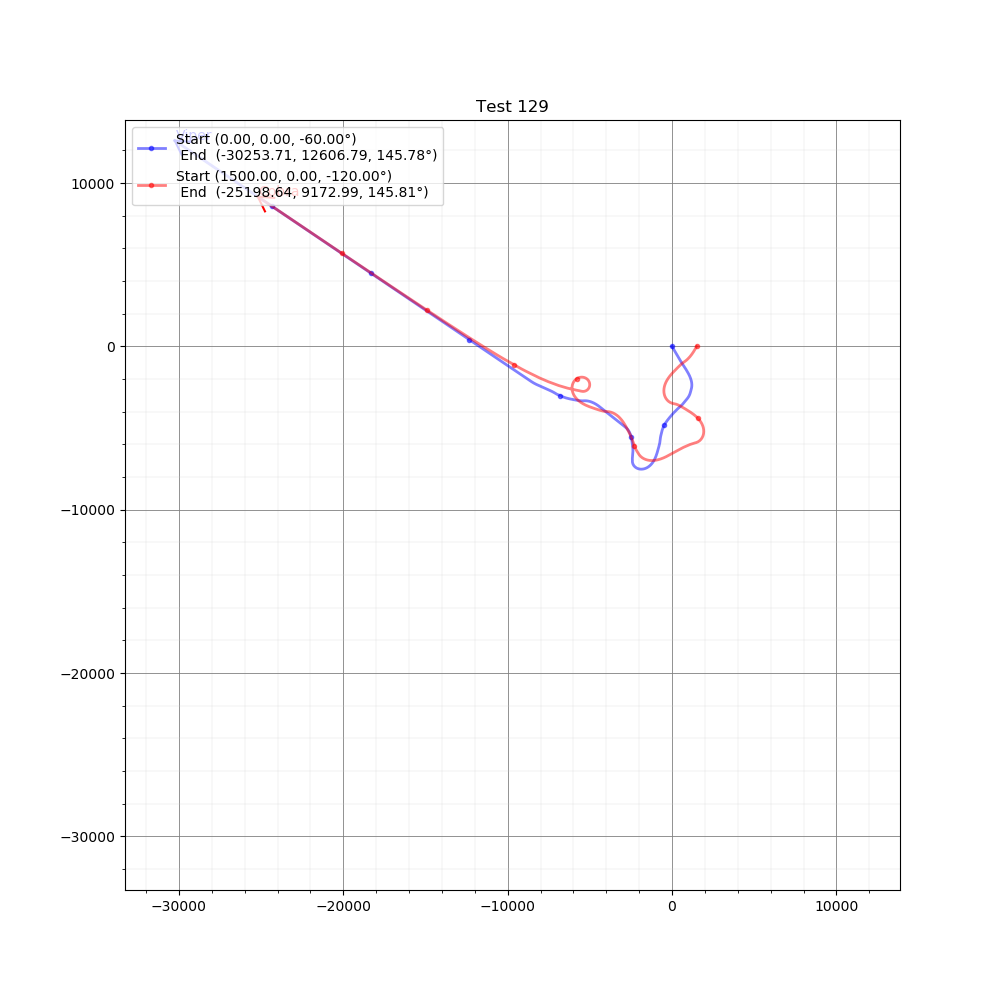 Test 129
Start (0.00, 0.00, -60.00°)
End  (-30253.71, 12606.79, 145.78°)
Start (1500.00, 0.00, -120.00°)
End  (-25198.64, 9172.99, 145.81°)
10000
0
−10000
−20000
−30000
−30000
−20000
−10000
0
10000